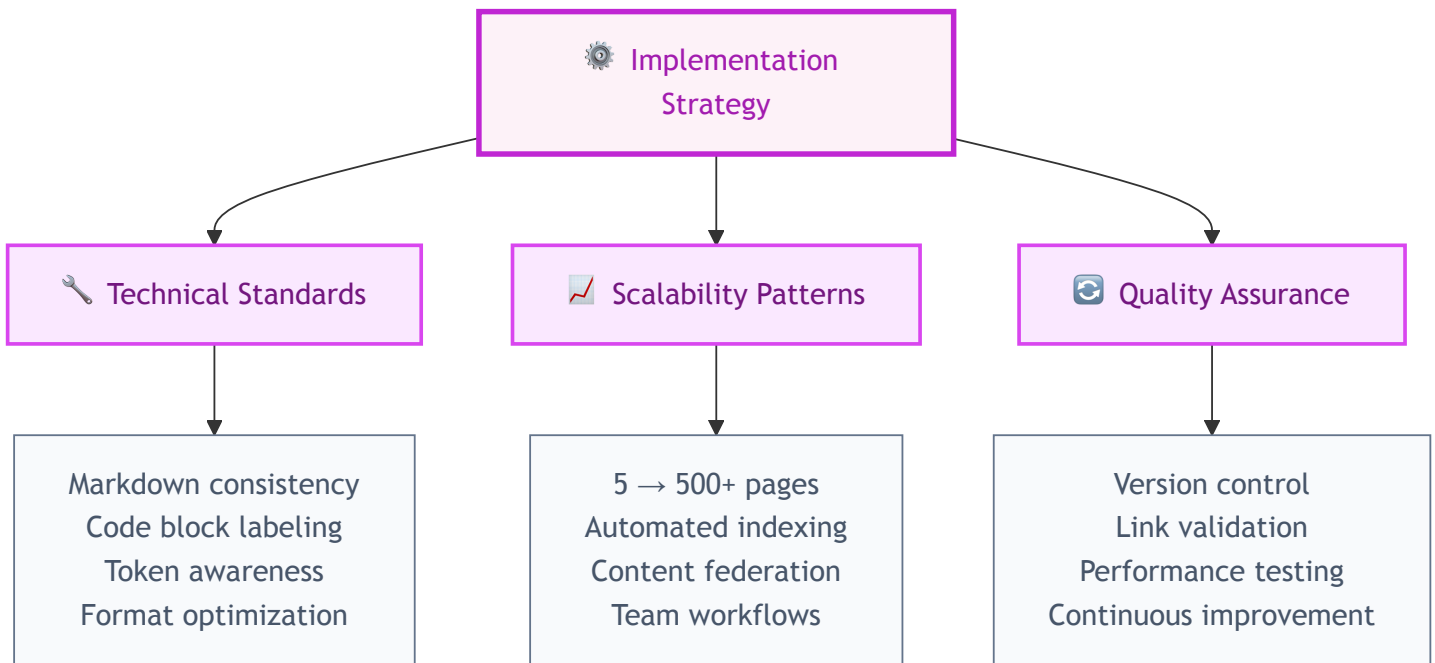 Implementation
Strategy
Technical Standards
Scalability Patterns
Quality Assurance
Markdown consistency
Code block labeling
Token awareness
Format optimization
5 → 500+ pages
Automated indexing
Content federation
Team workflows
Version control
Link validation
Performance testing
Continuous improvement